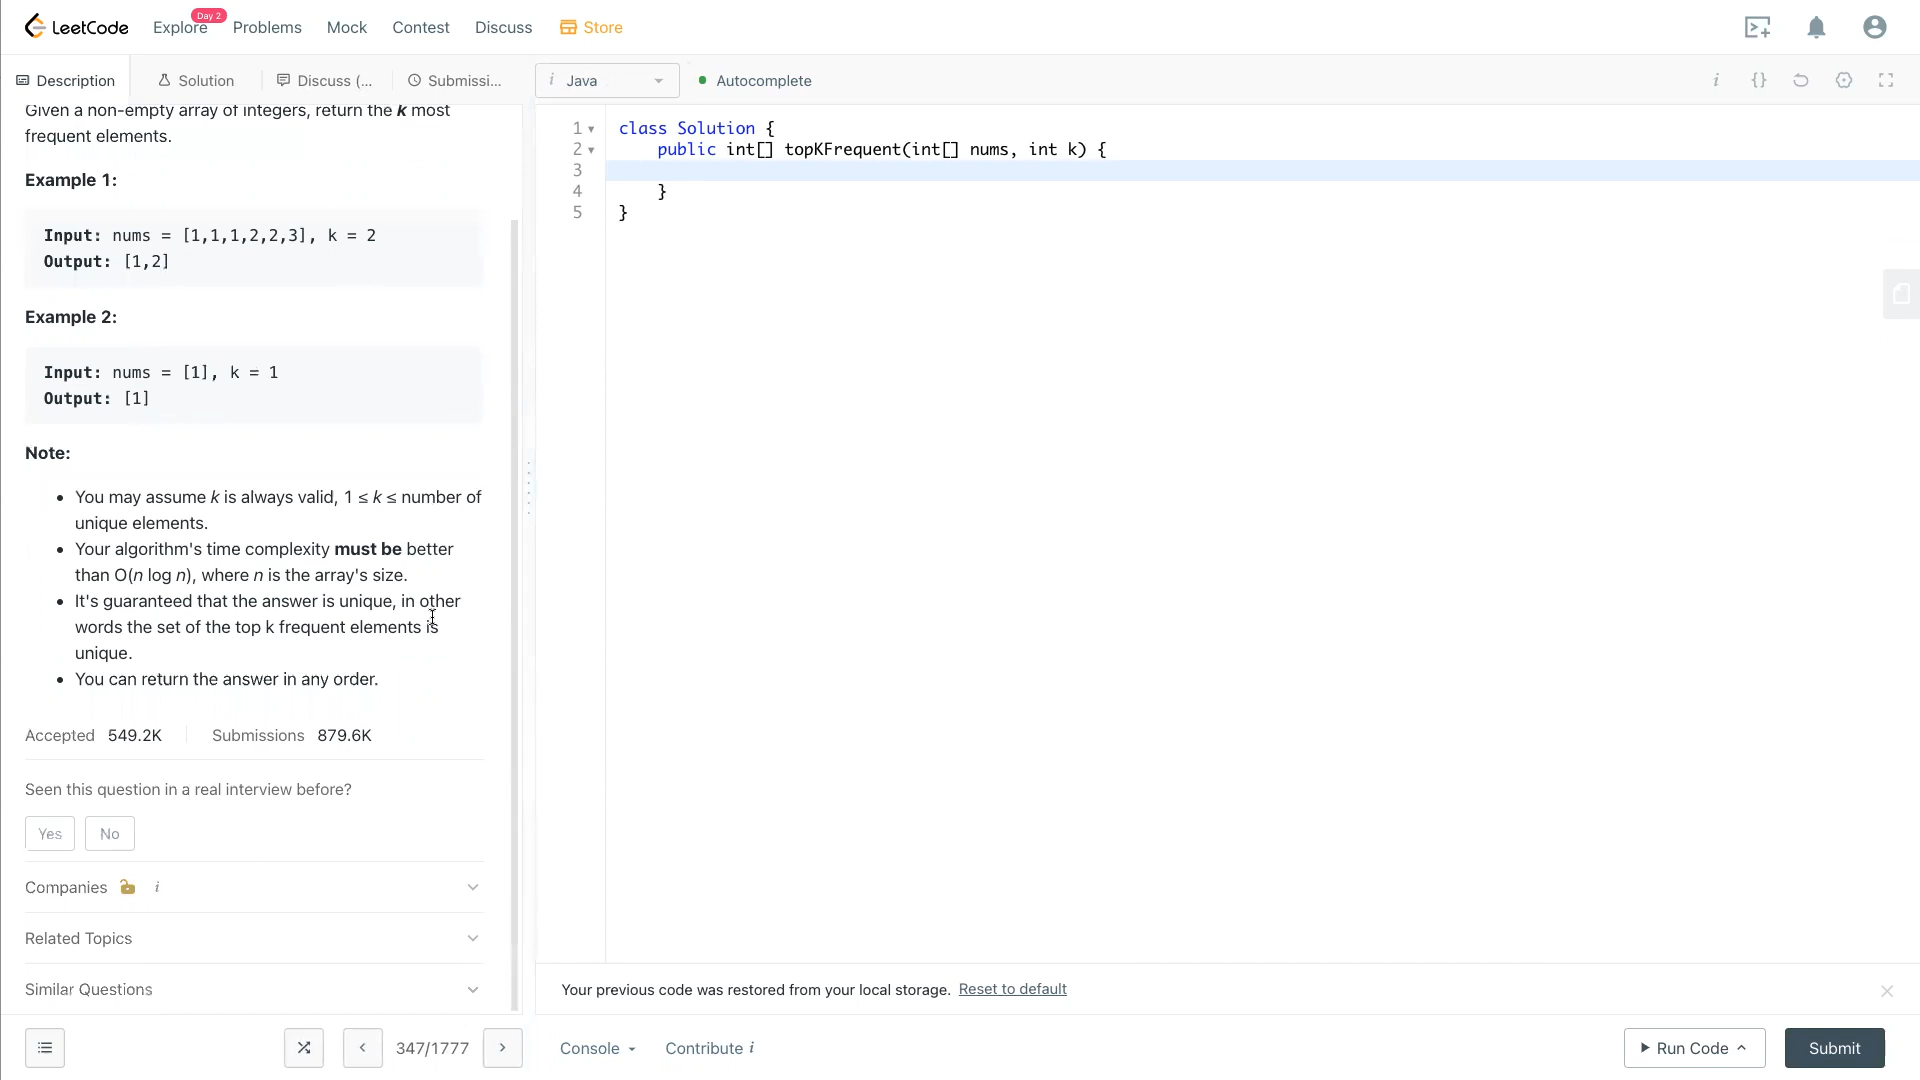 LeetCode Explore Day 2 Problems Mock Contest Discuss Store
Description Solution Discuss (... Submissi... i Java Autocomplete i {}
Given a non-empty array of integers, return the k most
frequent elements.
Example 1:
Input: nums = [1,1,1,2,2,3], k = 2
Output: [1,2]
Example 2:
Input: nums = [1], k = 1
Output: [1]
Note:
• You may assume k is always valid, 1 ≤ k ≤ number of
unique elements.
• Your algorithm's time complexity must be better
than O(n log n), where n is the array's size.
• It's guaranteed that the answer is unique, in other
words the set of the top k frequent elements is
unique.
• You can return the answer in any order.
Accepted 549.2K Submissions 879.6K
Seen this question in a real interview before?
Yes No
Companies i
Related Topics
Similar Questions
347/1777
1 class Solution {
2 public int[] topKFrequent(int[] nums, int k) {
3
4 }
5 }
Your previous code was restored from your local storage. Reset to default
Console Contribute i Run Code Submit